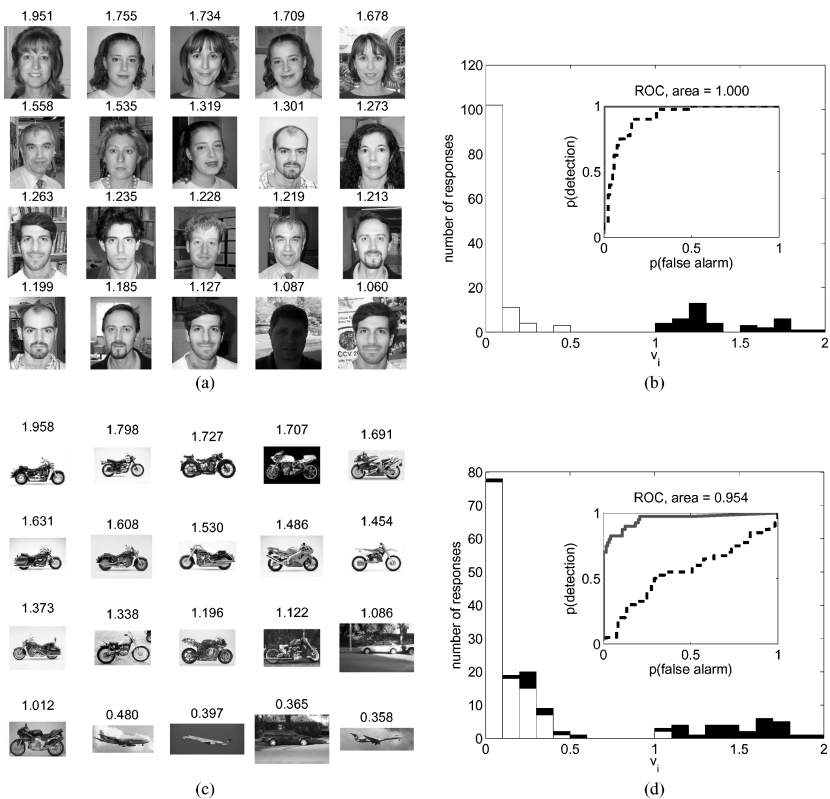 1.951 1.755 1.734 1.709 1.678
1.558 1.535 1.319 1.301 1.273
1.263 1.235 1.228 1.219 1.213
1.199 1.185 1.127 1.087 1.060
(a)
120
100
80
60
40
20
0
number of responses
ROC, area = 1.000
1
0.5
0
p(detection)
0 0.5 1
p(false alarm)
0 0.5 1 1.5 2
v i
(b)
1.958 1.798 1.727 1.707 1.691
1.631 1.608 1.530 1.486 1.454
1.373 1.338 1.196 1.122 1.086
1.012 0.480 0.397 0.365 0.358
(c)
80
70
60
50
40
30
20
10
0
number of responses
ROC, area = 0.954
1
0.5
0
p(detection)
0 0.5 1
p(false alarm)
0 0.5 1 1.5 2
v i
(d)